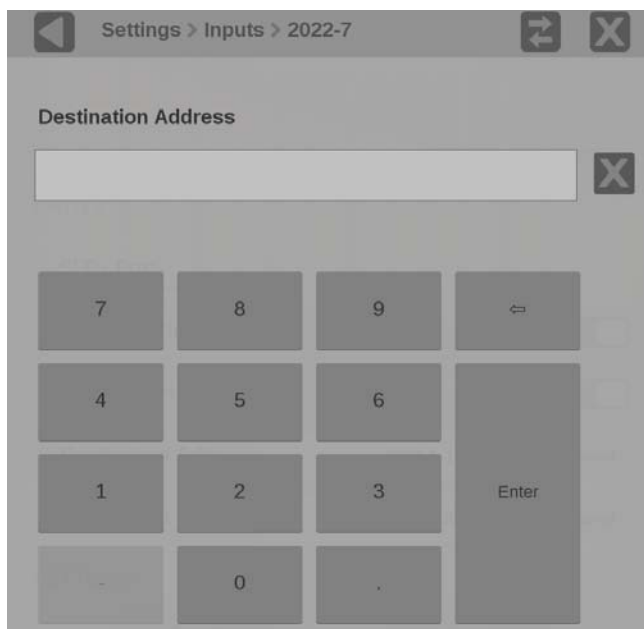 Settings > Inputs > 2022-7
Destination Address
7 8 9 ⇦
4 5 6
1 2 3 Enter
- 0 .